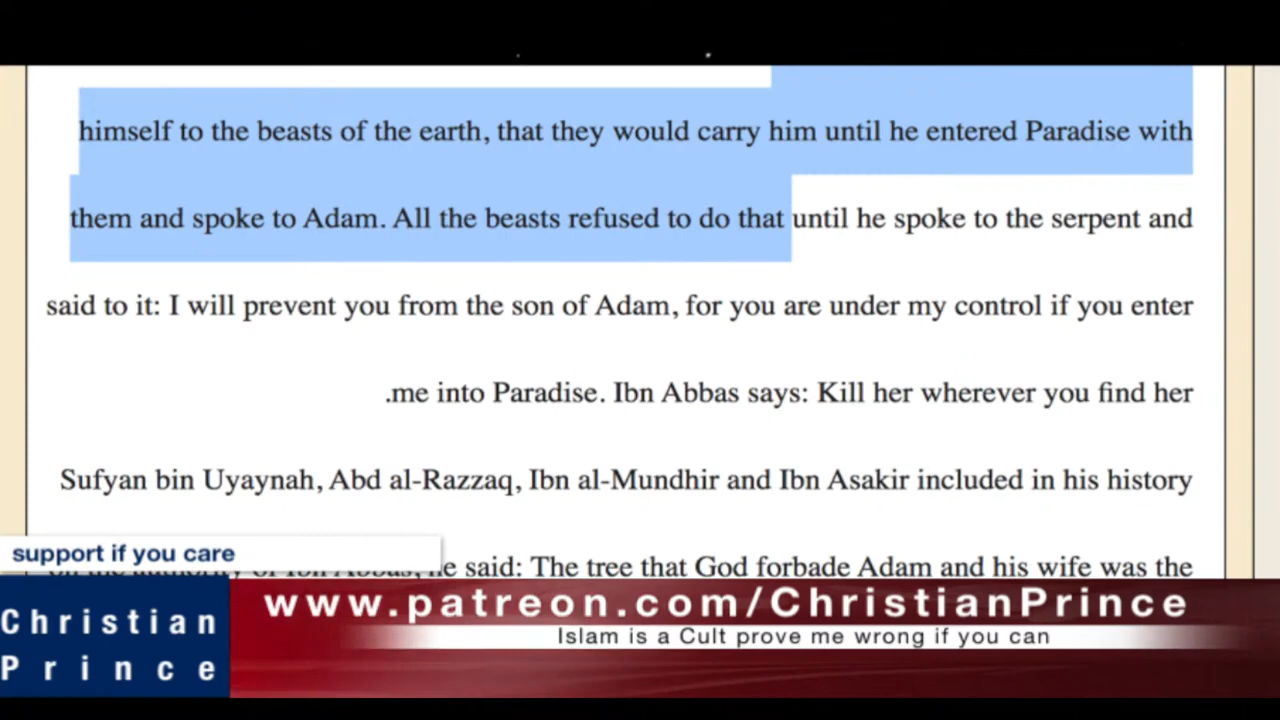 himself to the beasts of the earth, that they would carry him until he entered Paradise with
them and spoke to Adam. All the beasts refused to do that until he spoke to the serpent and
said to it: I will prevent you from the son of Adam, for you are under my control if you enter
.me into Paradise. Ibn Abbas says: Kill her wherever you find her
Sufyan bin Uyaynah, Abd al-Razzaq, Ibn al-Mundhir and Ibn Asakir included in his history
on the authority of Ibn Abbas, he said: The tree that God forbade Adam and his wife was the
support if you care
Christian
Prince
www.patreon.com/ChristianPrince
Islam is a Cult prove me wrong if you can